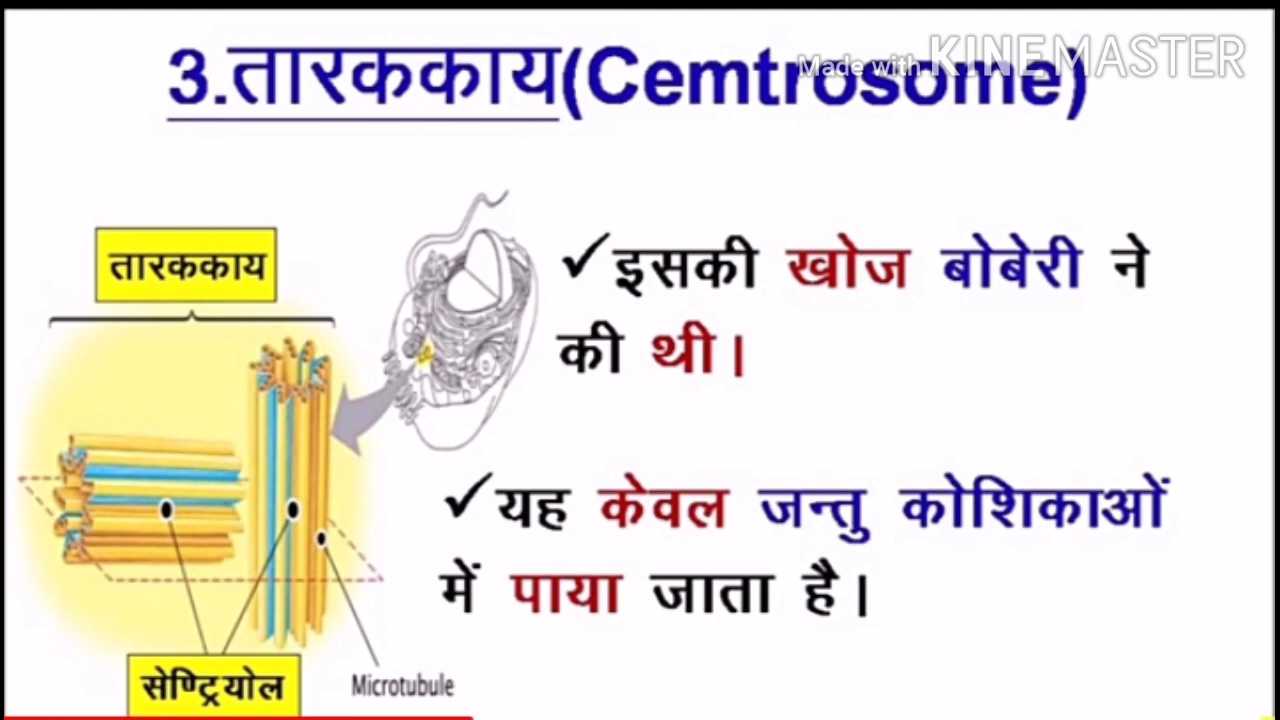 Made with KINEMASTER
3.तारककाय(Cemtrosome)
तारककाय
✓इसकी खोज बोबेरी ने
की थी।
✓यह केवल जन्तु कोशिकाओं
में पाया जाता है।
सेण्ट्रियोल
Microtubule